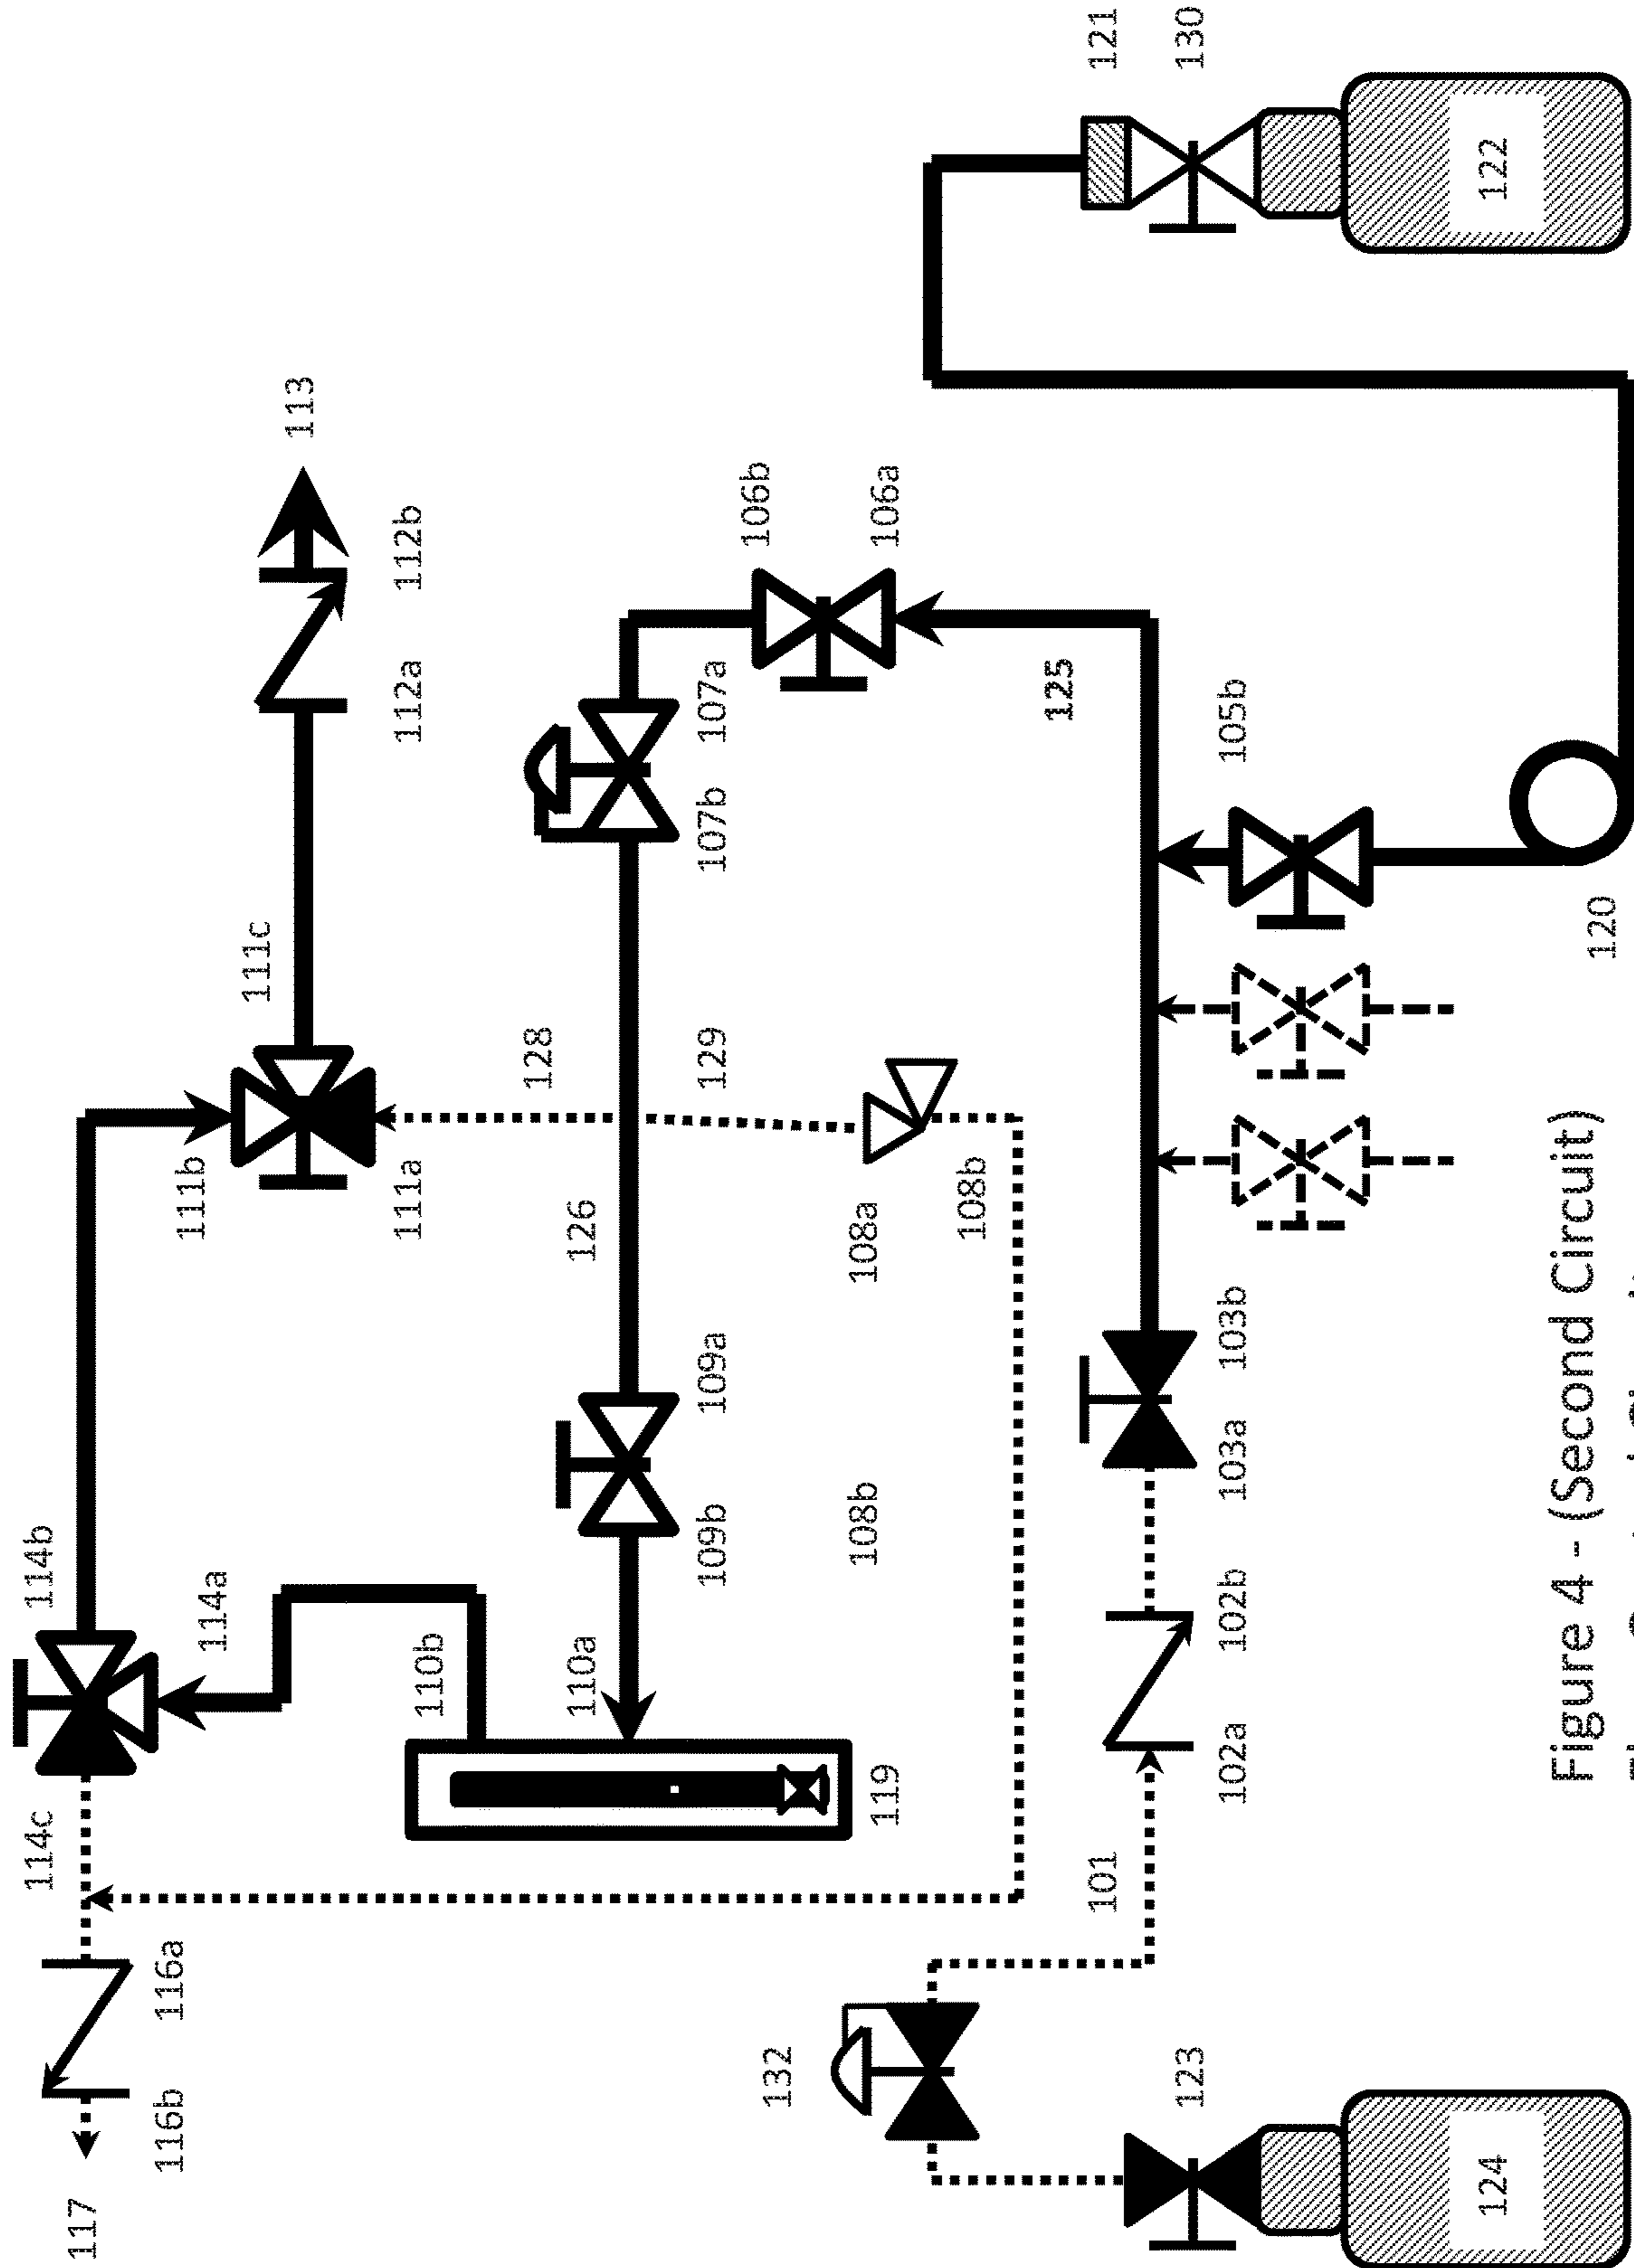 114c
114b
117
116b
116a
114a
111b
111c
113
111a
112a
112b
110b
128
110a
126
109b
109a
129
107b
107a
106b
132
108b
108a
119
106a
108b
125
101
121
123
130
102a
102b
103a
103b
105b
124
122
Figure 4 - (Second Circuit)
120